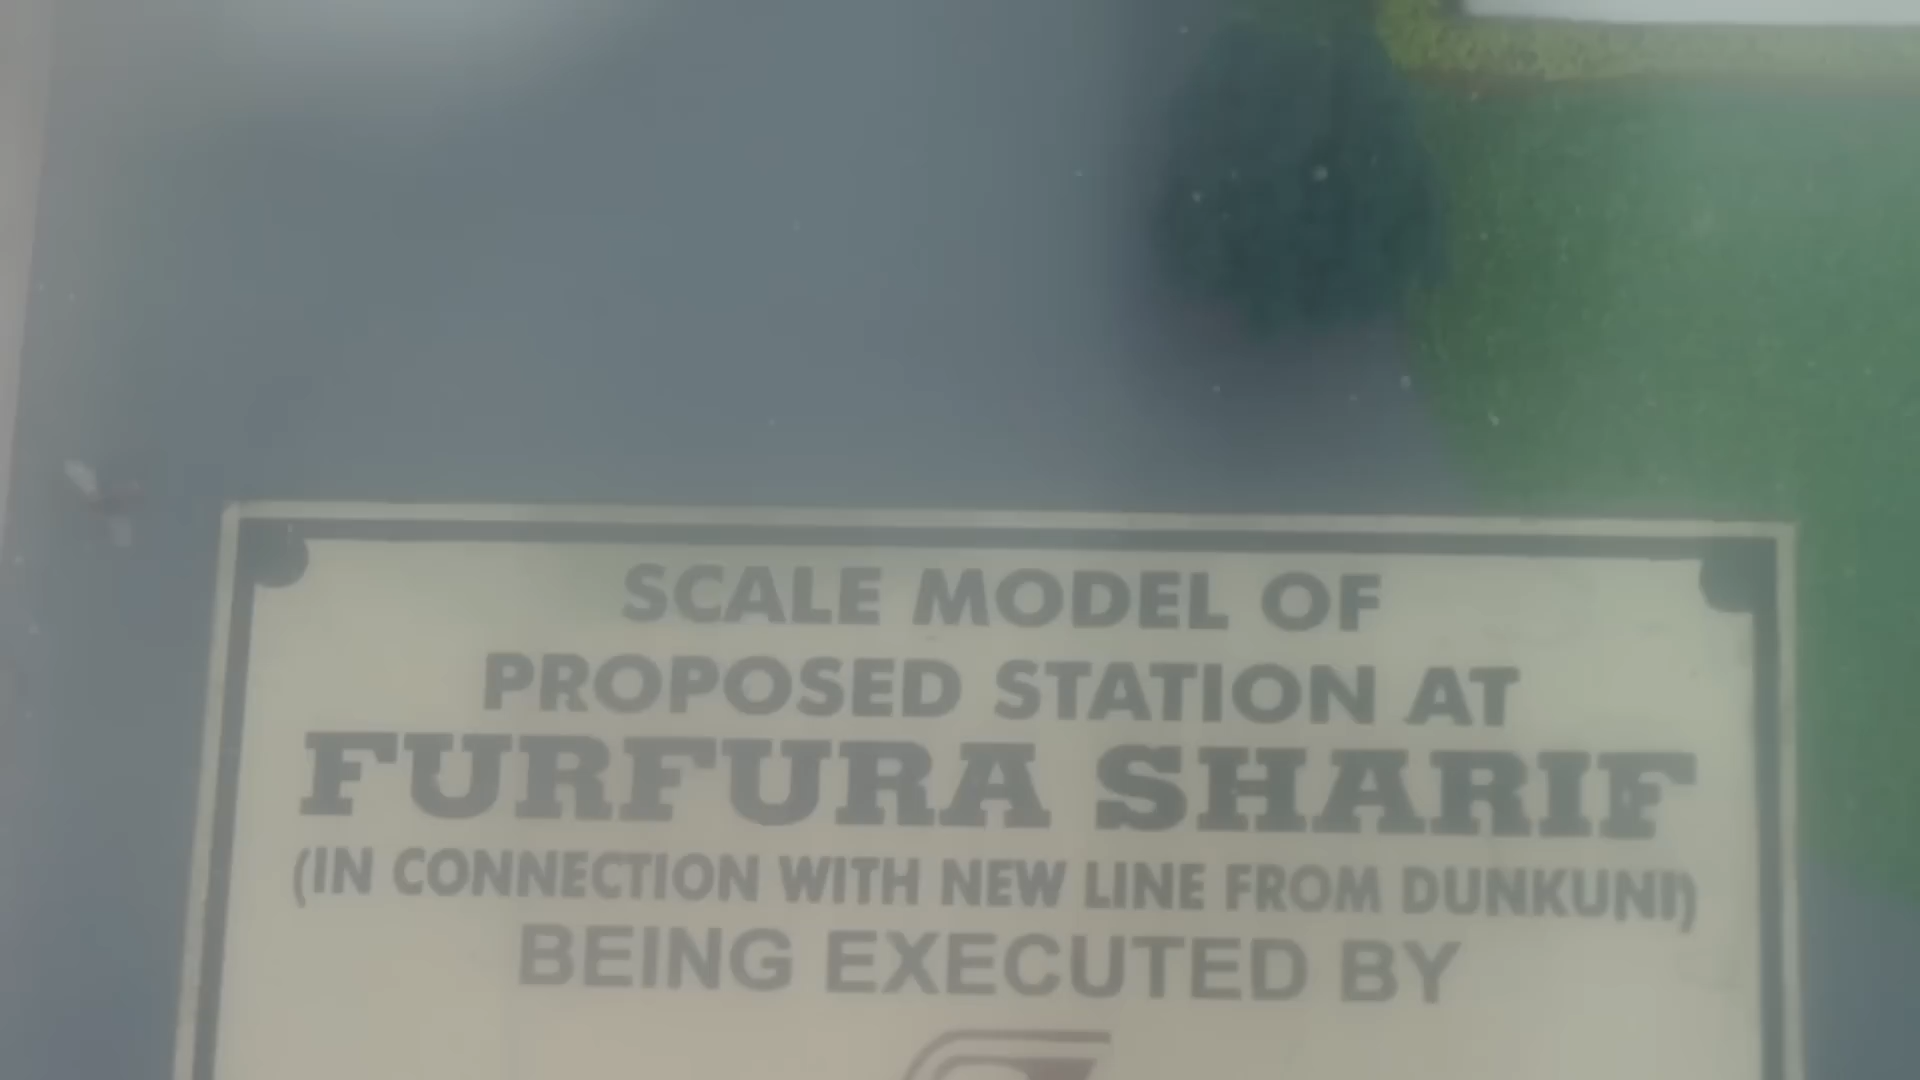 SCALE MODEL OF
PROPOSED STATION AT
FURFURA SHARIF
(IN CONNECTION WITH NEW LINE FROM DUNKUNI)
BEING EXECUTED BY